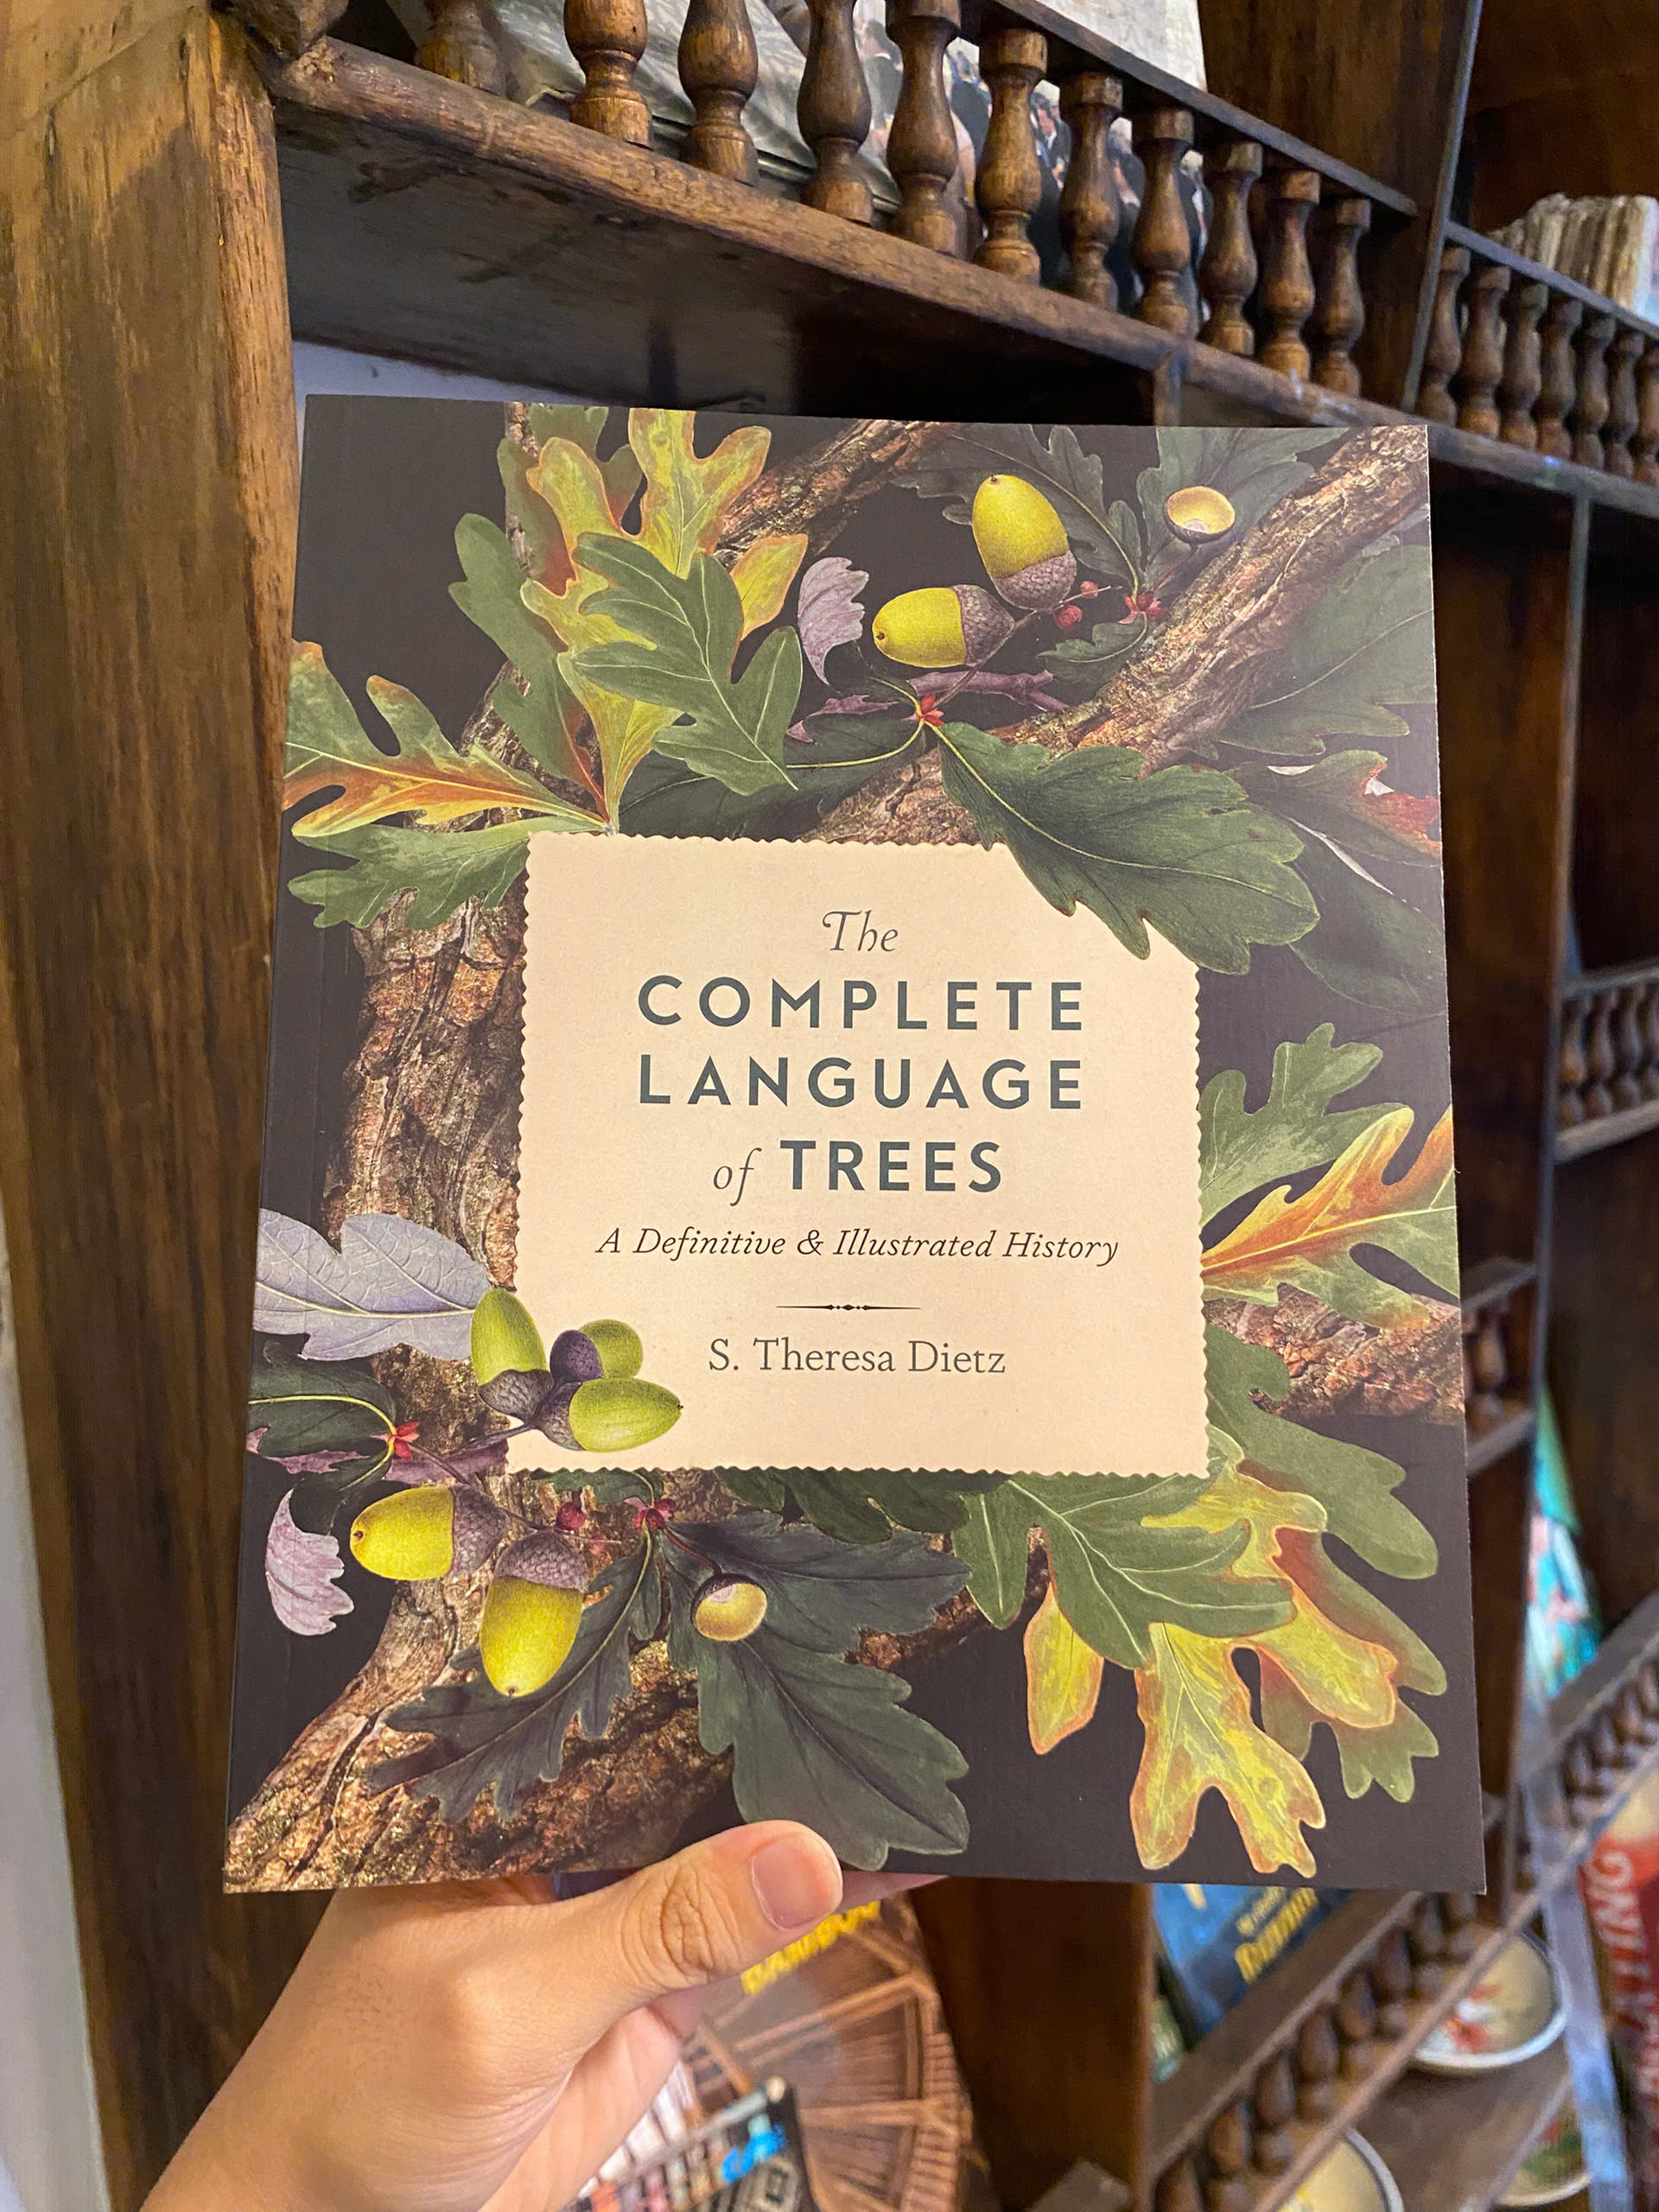 The
COMPLETE
LANGUAGE
of TREES
A Definitive & Illustrated History
S. Theresa Dietz